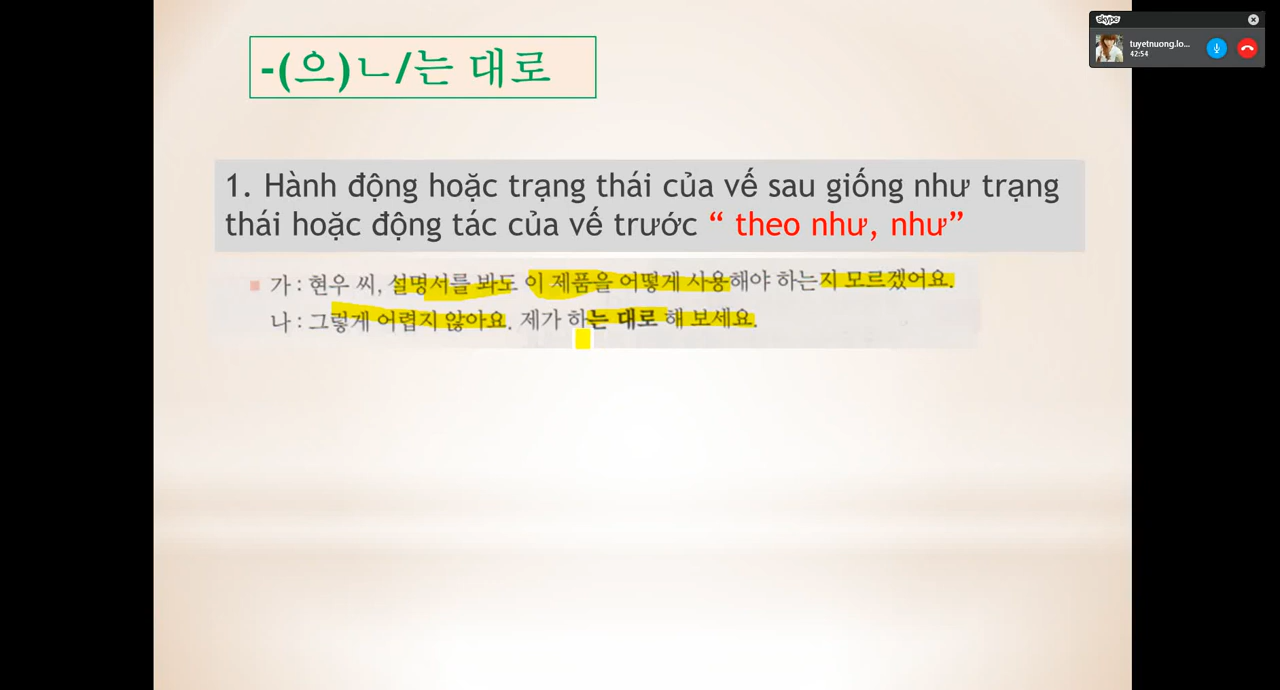 -(으)ㄴ/는 대로
skype
tuyetnuong.lo...
42:54
1. Hành động hoặc trạng thái của vế sau giống như trạng
thái hoặc động tác của vế trước “ theo như, như”
가 : 현우 씨, 설명서를 봐도 이 제품을 어떻게 사용해야 하는지 모르겠어요.
나 : 그렇게 어렵지 않아요. 제가 하는 대로 해 보세요.